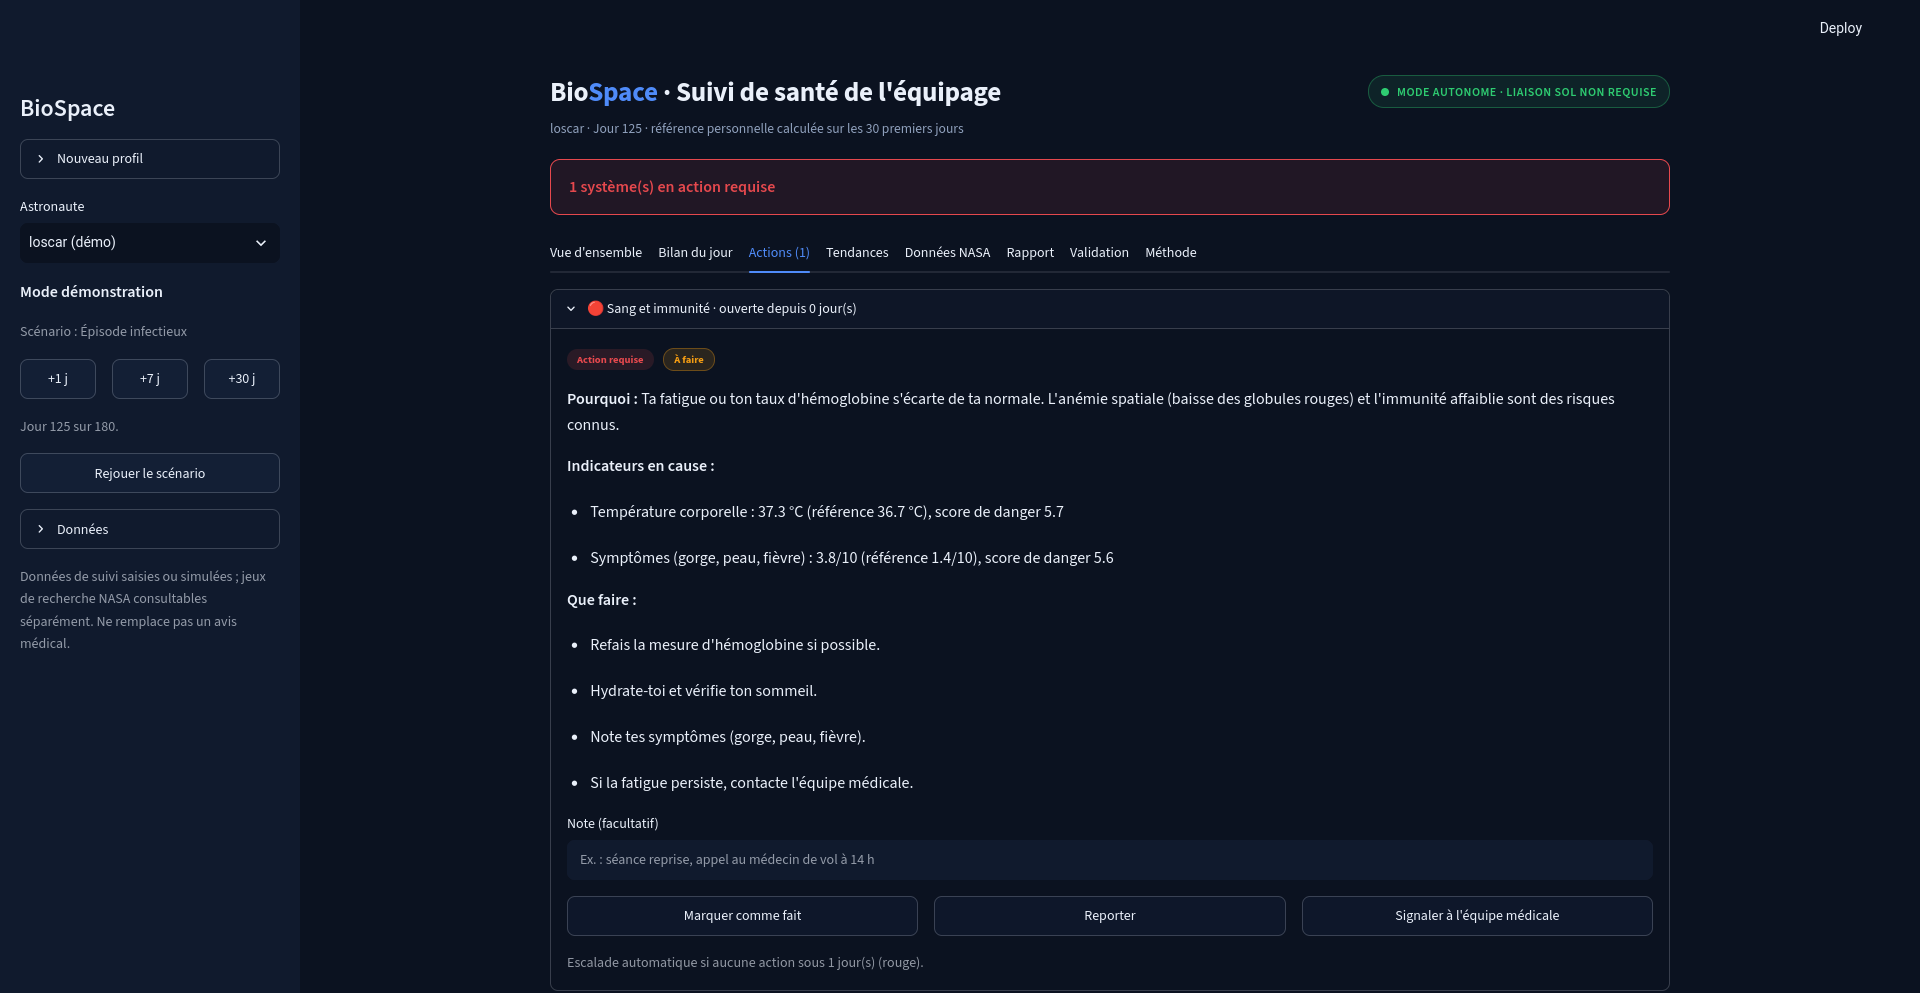 Deploy
BioSpace
Nouveau profil
Astronaute
loscar (démo)
Mode démonstration
Scénario : Épisode infectieux
+1 j
+7 j
+30 j
Jour 125 sur 180.
Rejouer le scénario
Données
Données de suivi saisies ou simulées ; jeux
de recherche NASA consultables
séparément. Ne remplace pas un avis
médical.
BioSpace · Suivi de santé de l'équipage
MODE AUTONOME · LIAISON SOL NON REQUISE
loscar · Jour 125 · référence personnelle calculée sur les 30 premiers jours
1 système(s) en action requise
Vue d'ensemble
Bilan du jour
Actions (1)
Tendances
Données NASA
Rapport
Validation
Méthode
Sang et immunité · ouverte depuis 0 jour(s)
Action requise
À faire
Pourquoi : Ta fatigue ou ton taux d'hémoglobine s'écarte de ta normale. L'anémie spatiale (baisse des globules rouges) et l'immunité affaiblie sont des risques
connus.
Indicateurs en cause :
Température corporelle : 37.3 °C (référence 36.7 °C), score de danger 5.7
Symptômes (gorge, peau, fièvre) : 3.8/10 (référence 1.4/10), score de danger 5.6
Que faire :
Refais la mesure d'hémoglobine si possible.
Hydrate-toi et vérifie ton sommeil.
Note tes symptômes (gorge, peau, fièvre).
Si la fatigue persiste, contacte l'équipe médicale.
Note (facultatif)
Ex. : séance reprise, appel au médecin de vol à 14 h
Marquer comme fait
Reporter
Signaler à l'équipe médicale
Escalade automatique si aucune action sous 1 jour(s) (rouge).